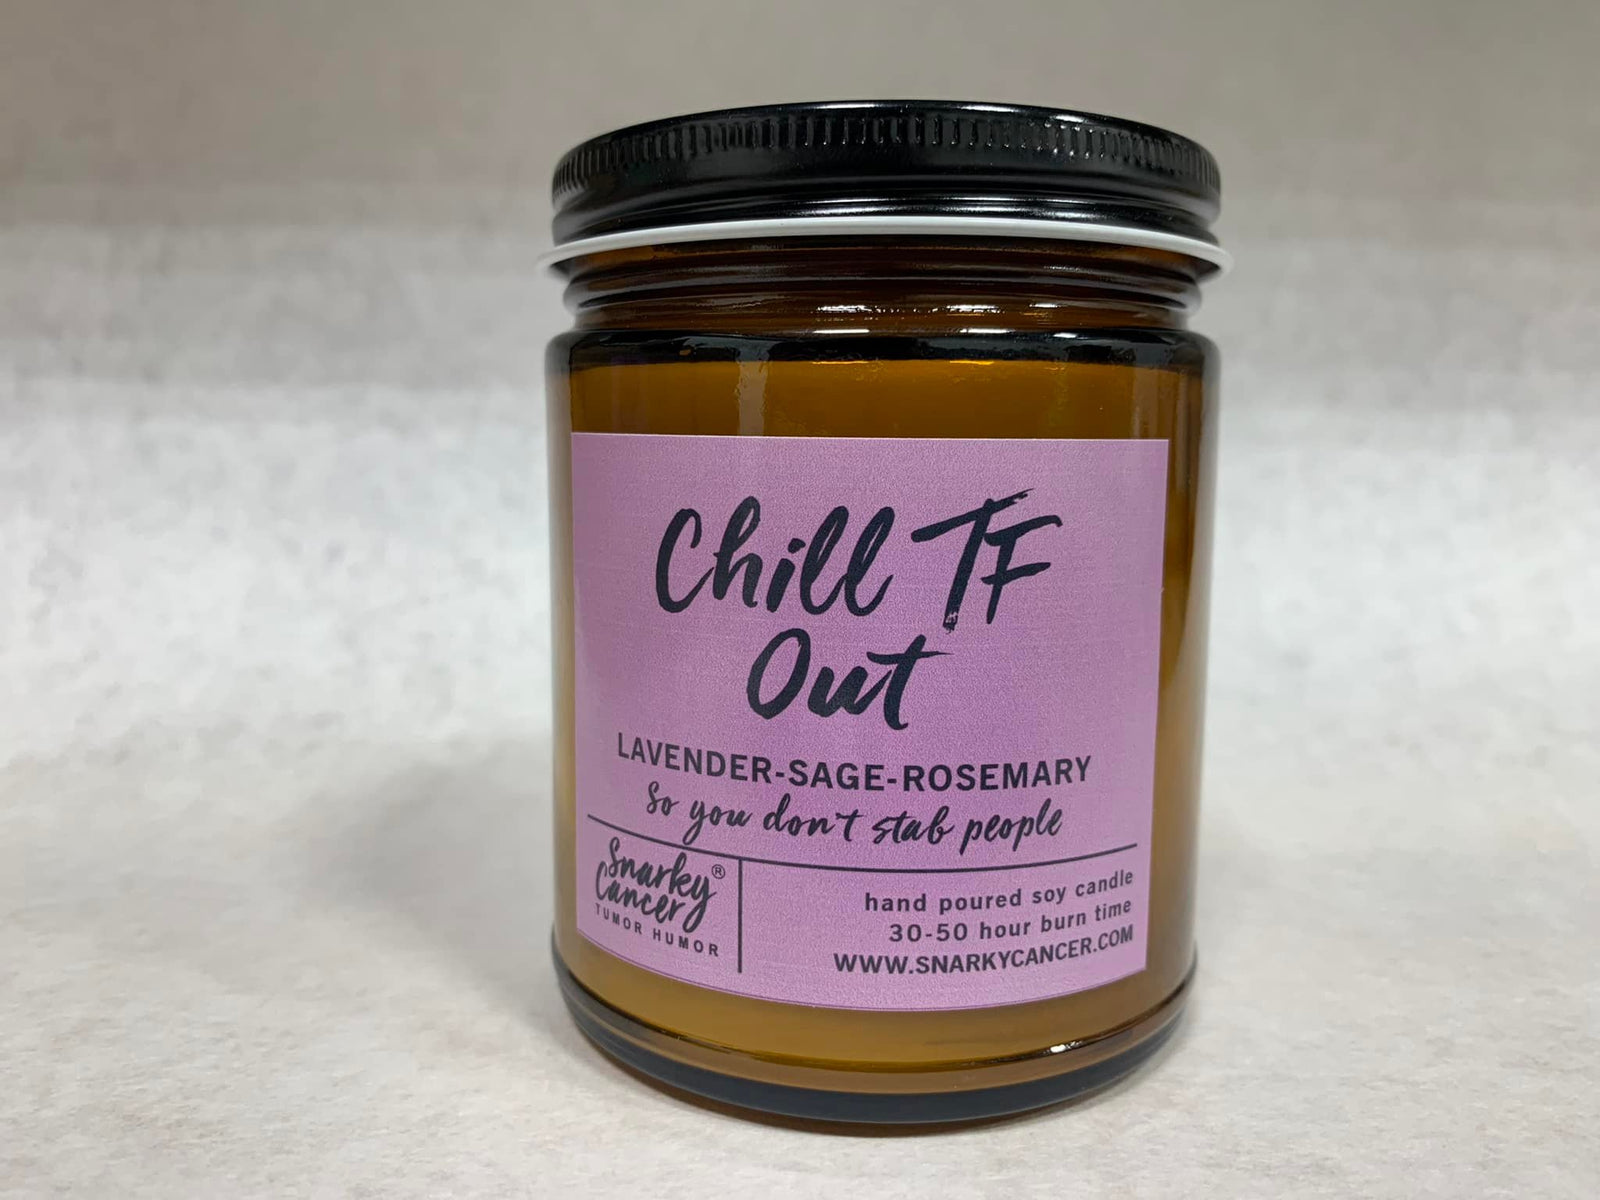 Chill TF
Out
LAVENDER-SAGE-ROSEMARY
so you don't stab people
Snarky®
Cancer
TUMOR HUMOR
hand poured soy candle
30-50 hour burn time
WWW.SNARKYCANCER.COM